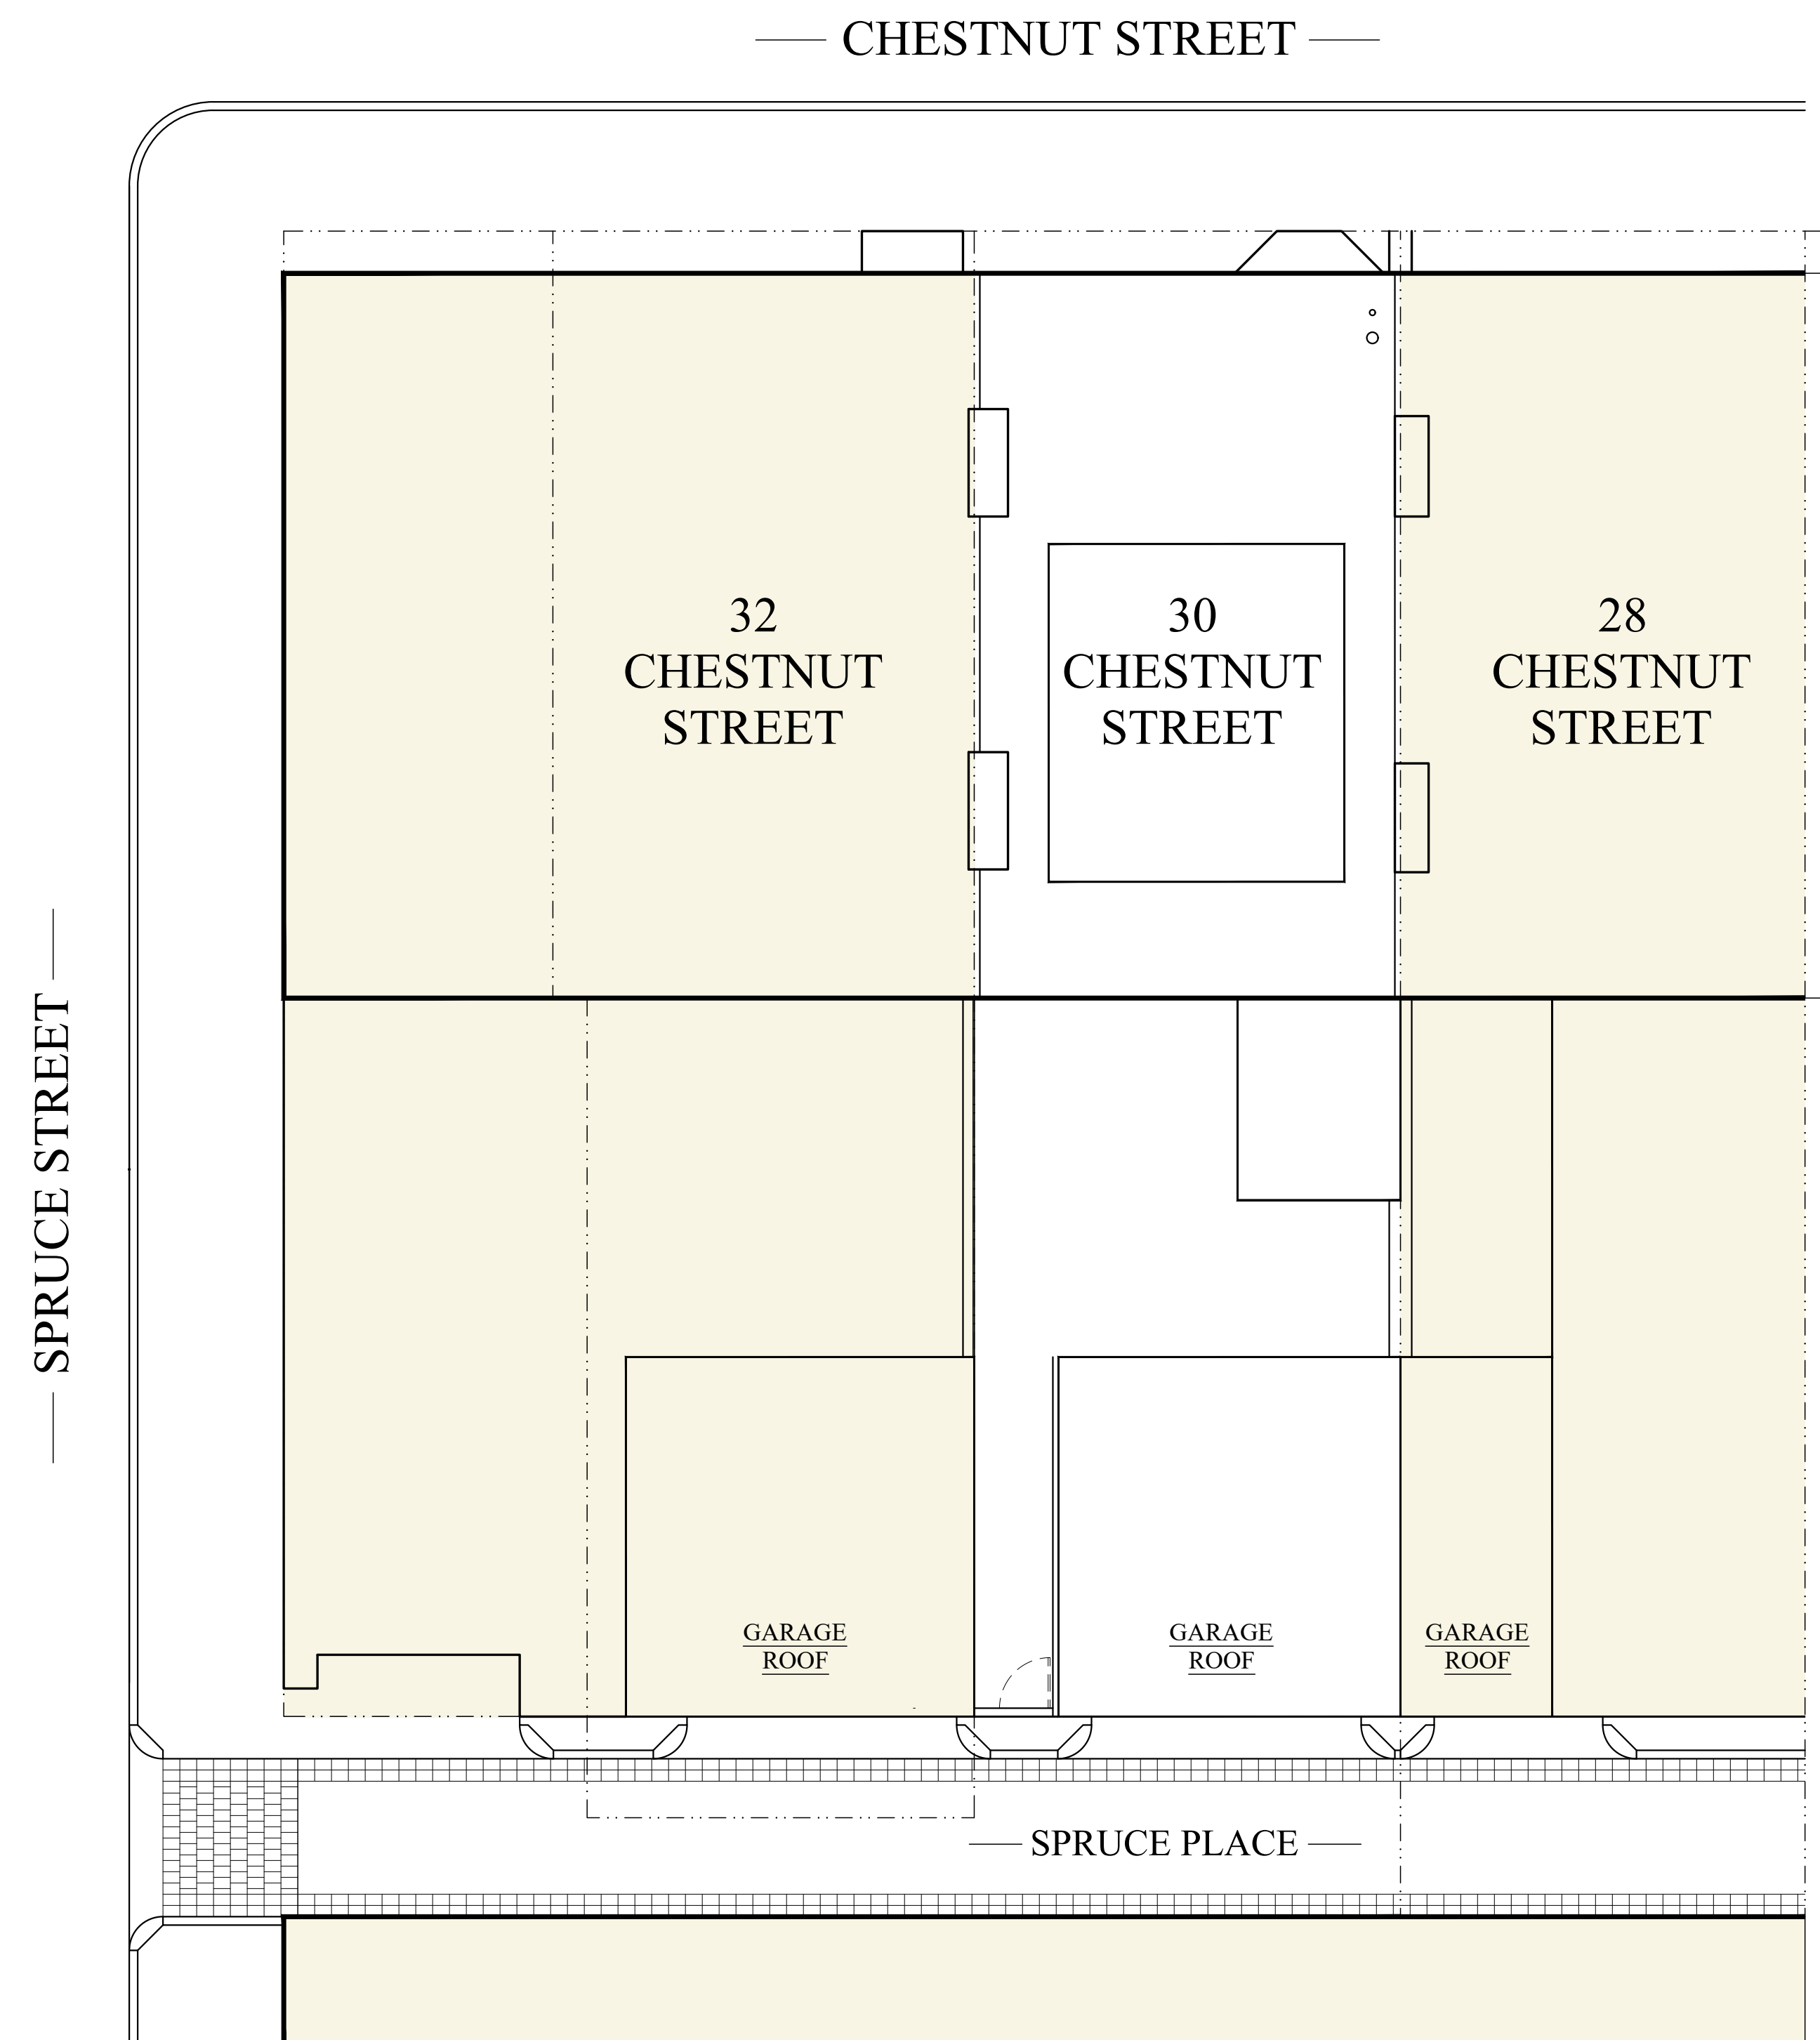 CHESTNUT STREET
32
CHESTNUT
STREET
30
CHESTNUT
STREET
28
CHESTNUT
STREET
SPRUCE STREET
GARAGE
ROOF
GARAGE
ROOF
GARAGE
ROOF
SPRUCE PLACE